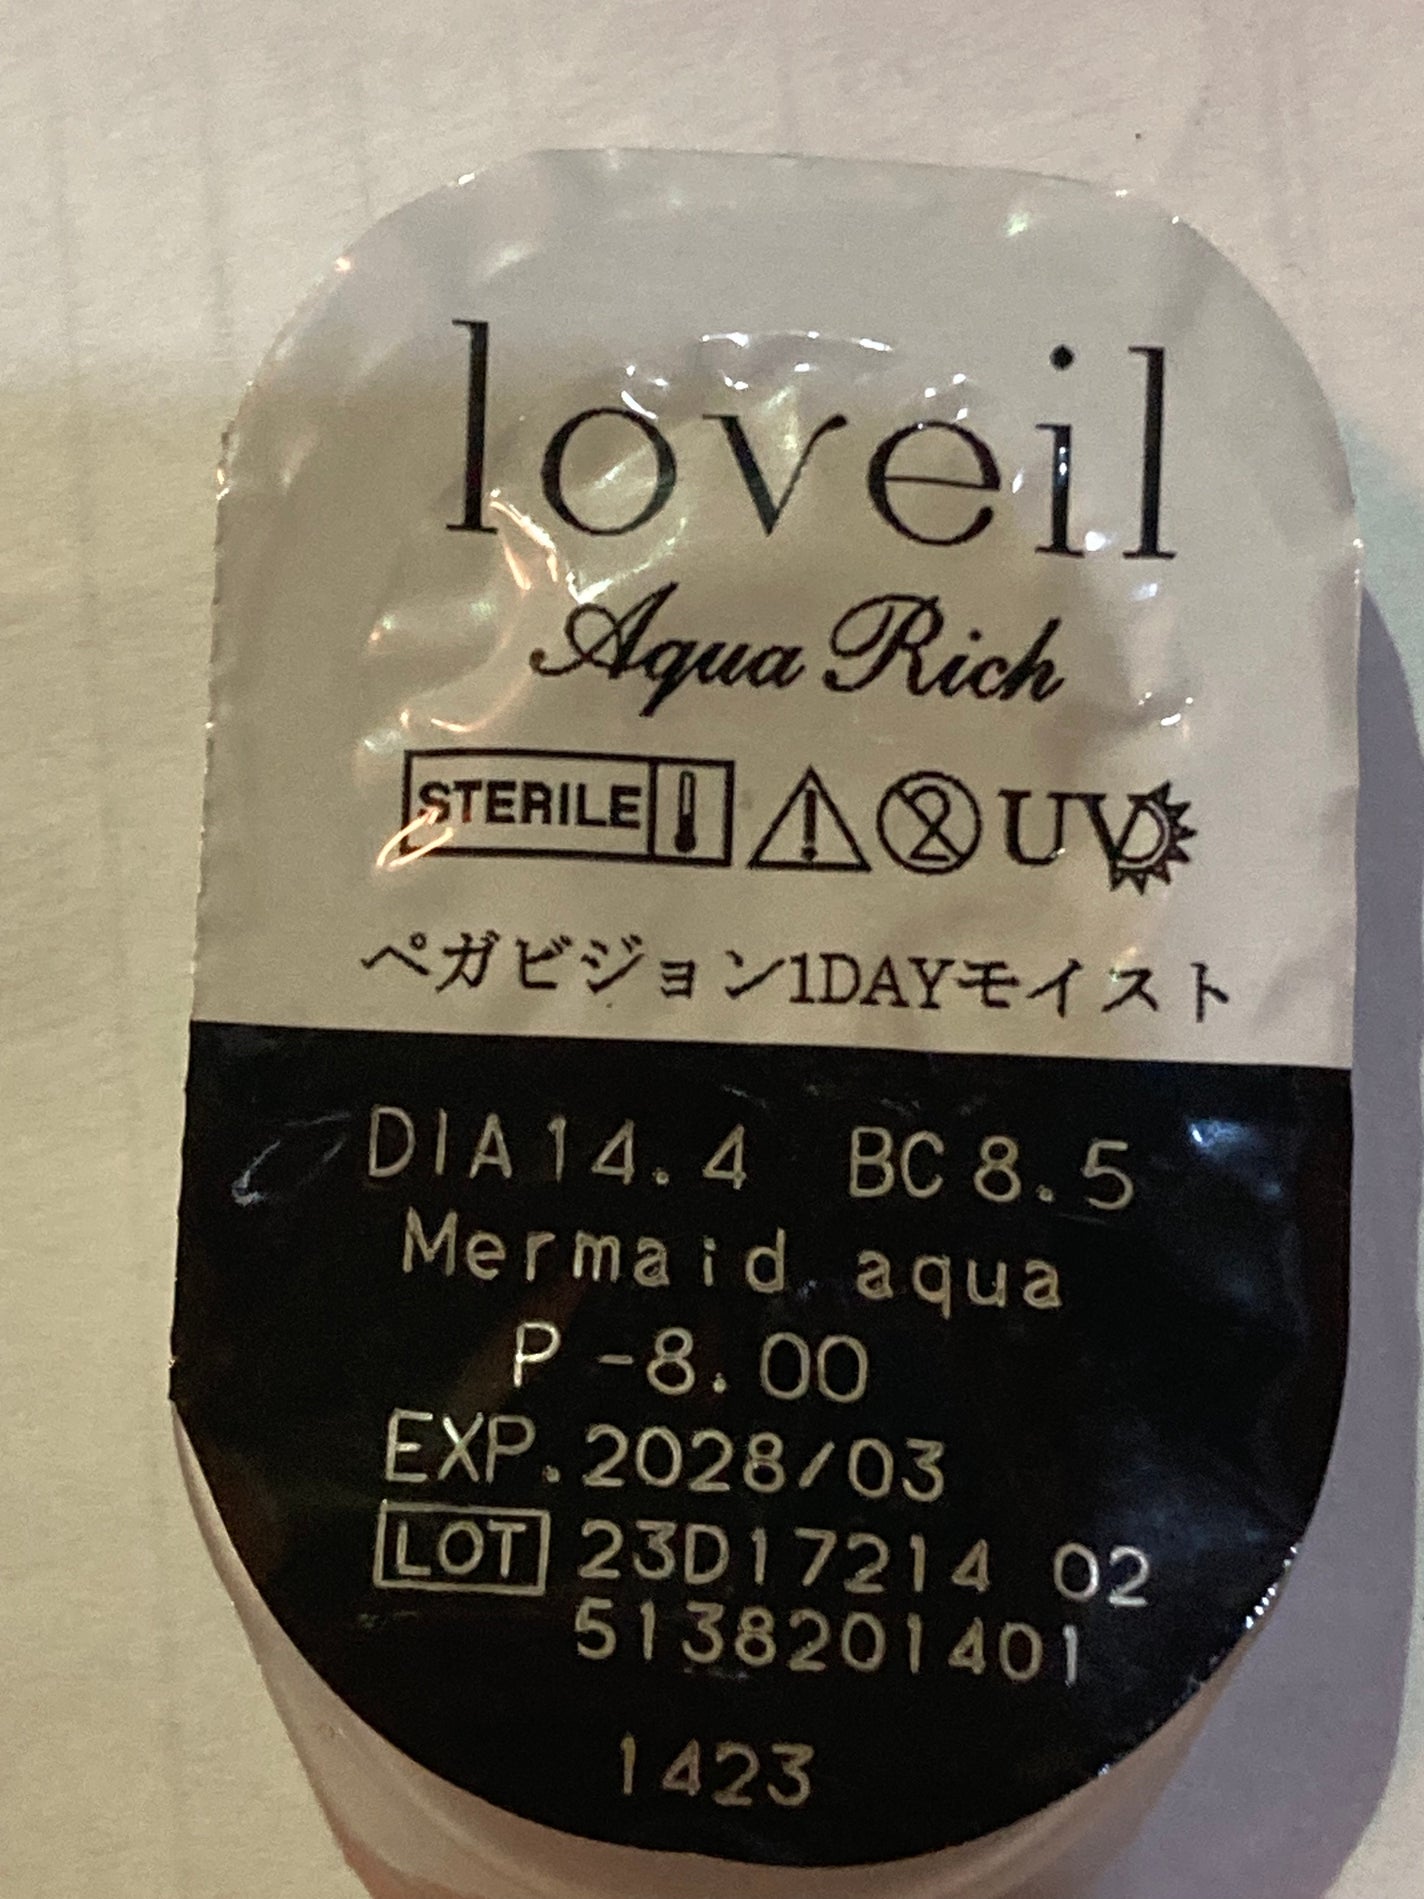 loveil
Aqua Rich
STERILE 2 UV
ペガビジョン1DAYモイスト
DIA14.4 BC8.5
Mermaid aqua
P -8.00
EXP.2028/03
LOT 23D17214 02
5138201401
1423